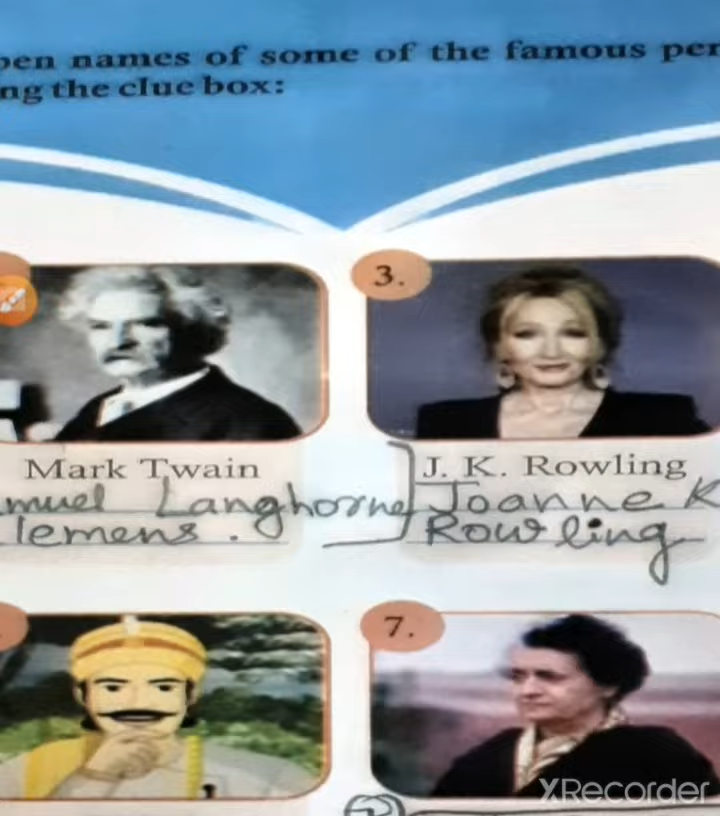 pen names of some of the famous per
ng the clue box:
3.
Mark Twain
J. K. Rowling
muel Langhorne
lemens.
Joanne K
Rowling
7.
XRecorder